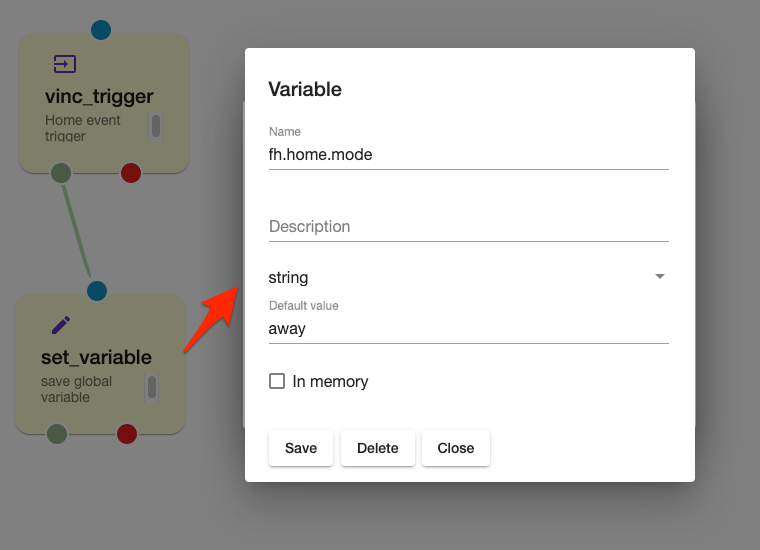 vinc_trigger
Home event
trigger
set_variable
save global
variable
Variable
Name
fh.home.mode
Description
string
Default value
away
In memory
Save Delete Close